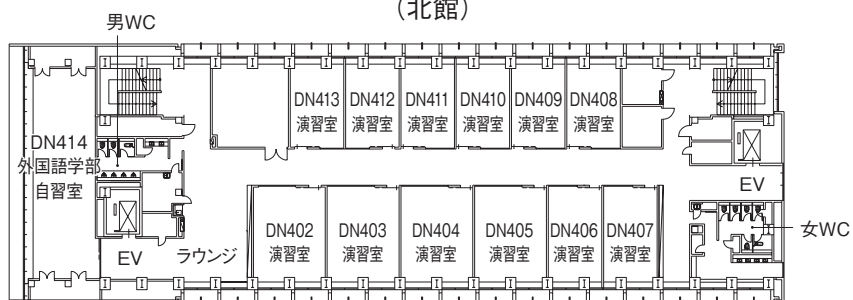 （北館）
男WC
DN413
演習室
DN412
演習室
DN411
演習室
DN410
演習室
DN409
演習室
DN408
演習室
DN414
外国語学部
自習室
EV
DN402
演習室
DN403
演習室
DN404
演習室
DN405
演習室
DN406
演習室
DN407
演習室
女WC
EV
ラウンジ